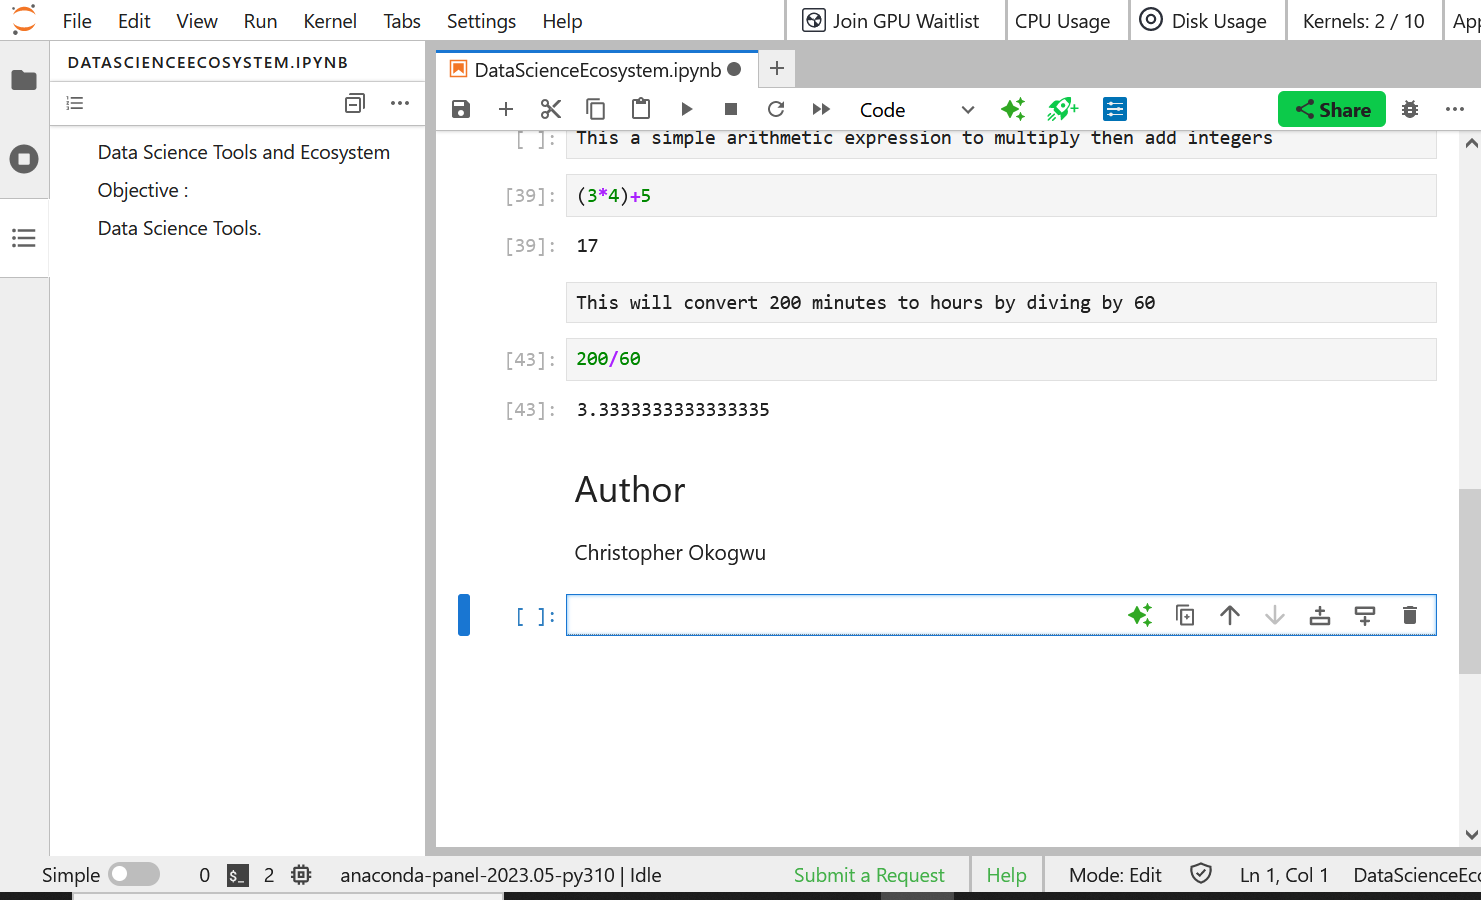 File Edit View Run Kernel Tabs Settings Help Join GPU Waitlist CPU Usage Disk Usage Kernels: 2 / 10 App
DATASCIENCEECOSYSTEM.IPYNB
Data Science Tools and Ecosystem
Objective :
Data Science Tools.
DataScienceEcosystem.ipynb
Code Share
[ ]: This a simple arithmetic expression to multiply then add integers
[39]: (3*4)+5
[39]: 17
This will convert 200 minutes to hours by diving by 60
[43]: 200/60
[43]: 3.3333333333333335
Author
Christopher Okogwu
[ ]:
Simple 0 $_ 2 anaconda-panel-2023.05-py310 | Idle Submit a Request Help Mode: Edit Ln 1, Col 1 DataScienceEco